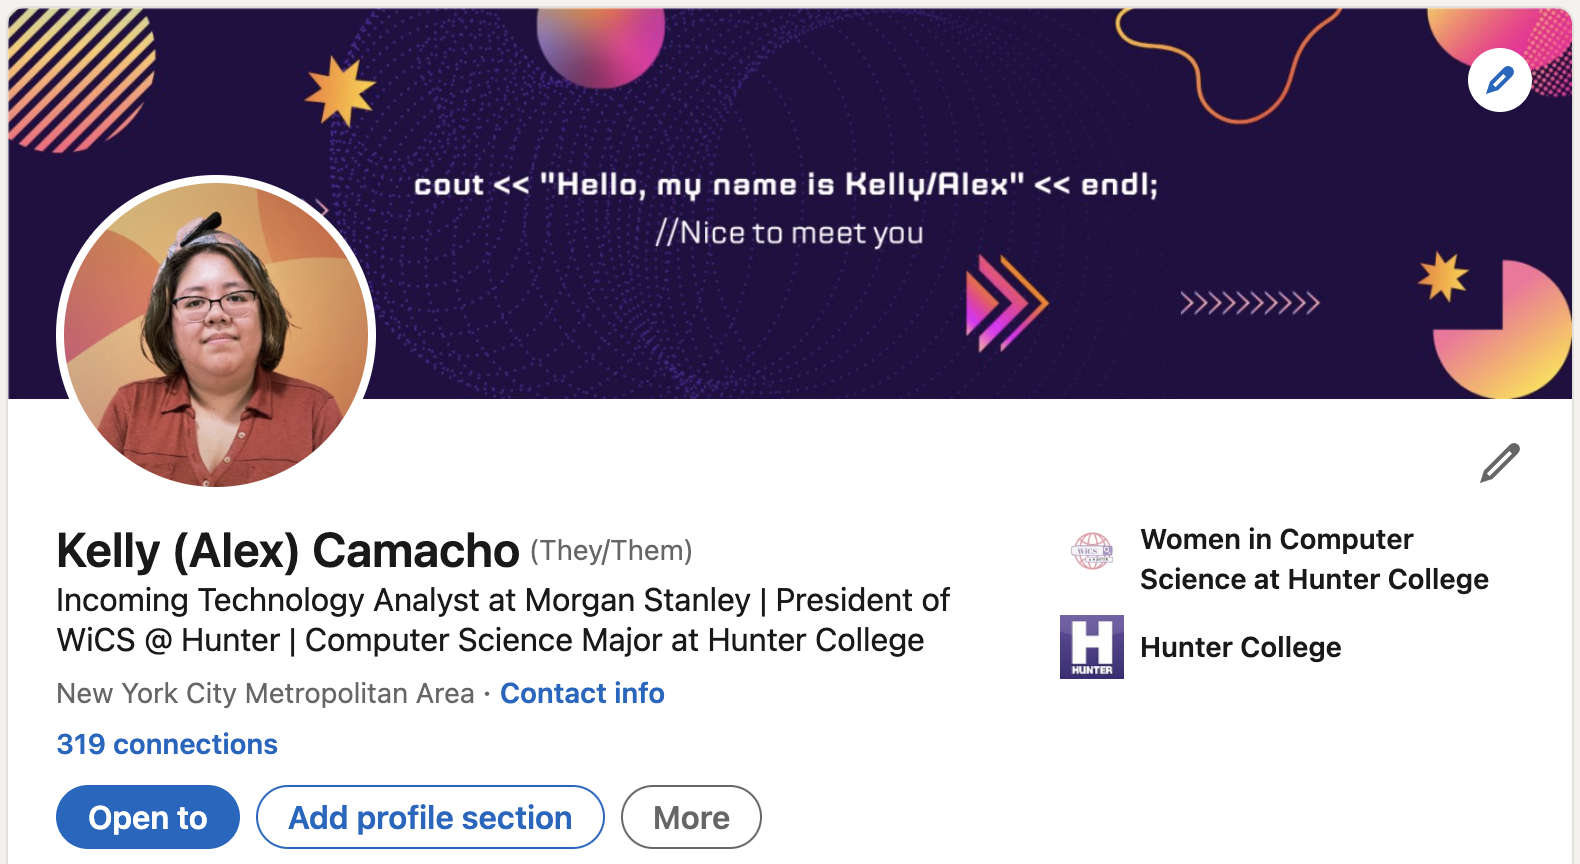 cout << "Hello, my name is Kelly/Alex" << endl;
//Nice to meet you
Kelly (Alex) Camacho (They/Them)
Incoming Technology Analyst at Morgan Stanley | President of
WiCS @ Hunter | Computer Science Major at Hunter College
New York City Metropolitan Area · Contact info
319 connections
Open to
Add profile section
More
WiCS
Women in Computer
Science at Hunter College
H
HUNTER
Hunter College